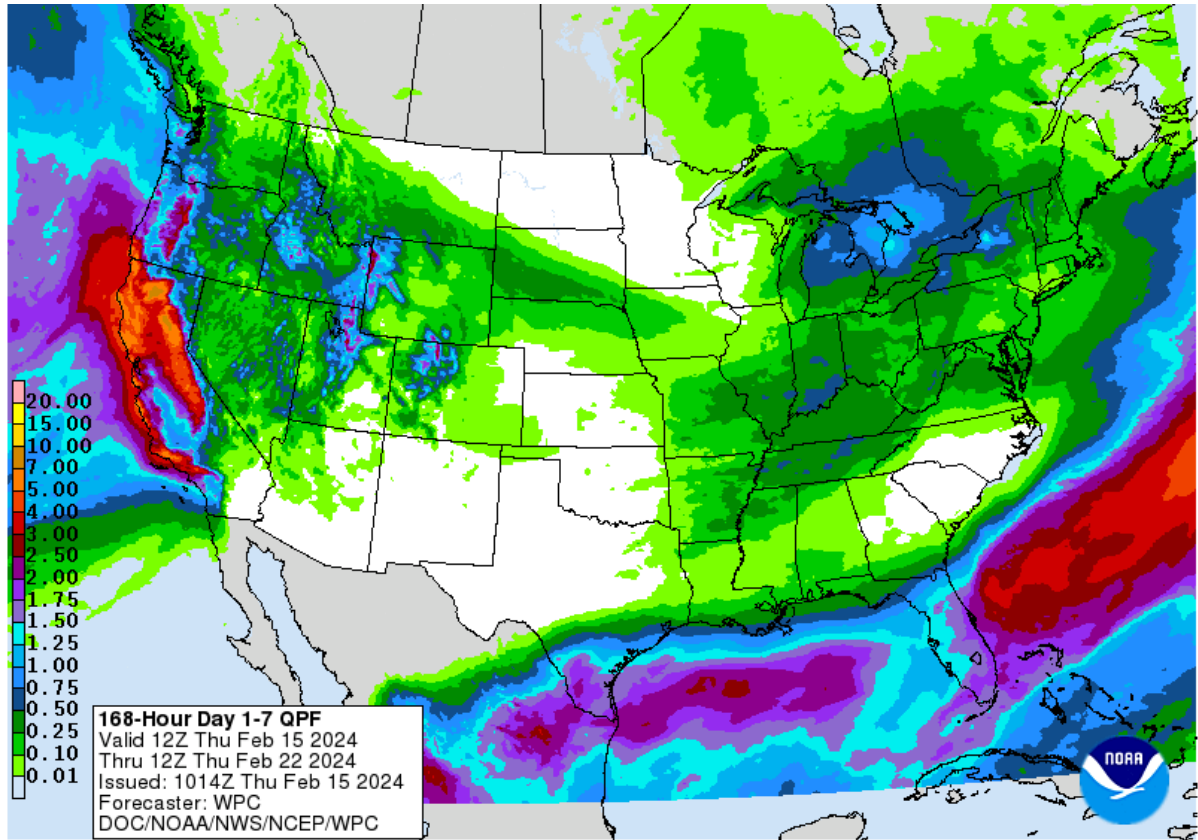 20.00
15.00
10.00
7.00
5.00
4.00
3.00
2.50
2.00
1.75
1.50
1.25
1.00
0.75
0.50
0.25
0.10
0.01
168-Hour Day 1-7 QPF
Valid 12Z Thu Feb 15 2024
Thru 12Z Thu Feb 22 2024
Issued: 1014Z Thu Feb 15 2024
Forecaster: WPC
DOC/NOAA/NWS/NCEP/WPC
NOAA